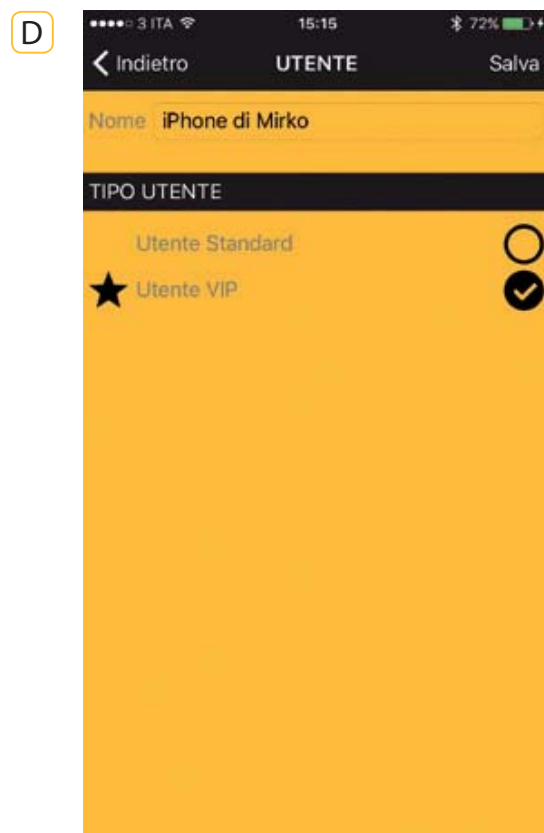 D
3 ITA 15:15 72%
Indietro UTENTE Salva
Nome iPhone di Mirko
TIPO UTENTE
Utente Standard
Utente VIP